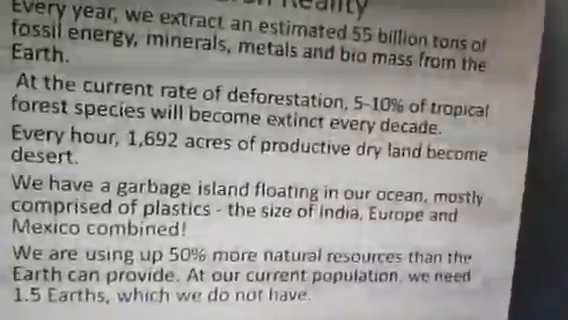 Reality
Every year, we extract an estimated 55 billion tons of
fossil energy, minerals, metals and bio mass from the
Earth.
At the current rate of deforestation, 5-10% of tropical
forest species will become extinct every decade.
Every hour, 1,692 acres of productive dry land become
desert.
We have a garbage island floating in our ocean, mostly
comprised of plastics - the size of India, Europe and
Mexico combined!
We are using up 50% more natural resources than the
Earth can provide. At our current population, we need
1.5 Earths, which we do not have.